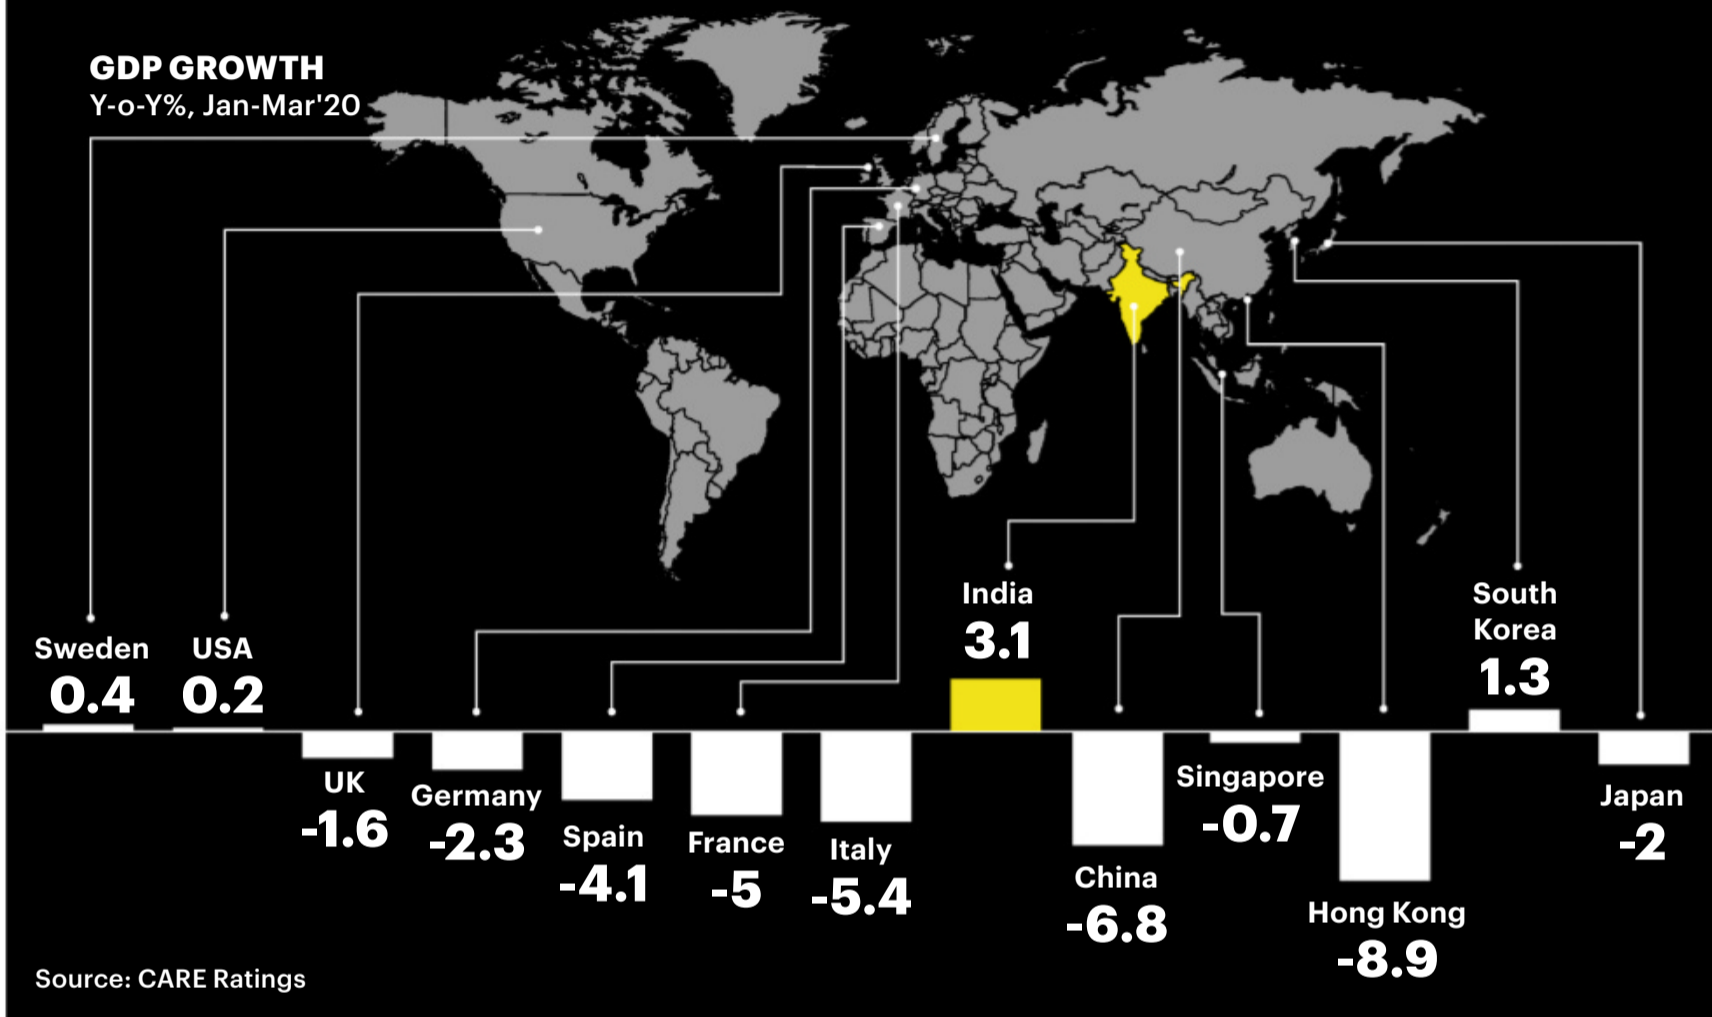 GDP GROWTH
Y-o-Y%, Jan-Mar'20
Sweden
0.4
USA
0.2
UK
-1.6
Germany
-2.3
Spain
-4.1
France
-5
Italy
-5.4
India
3.1
China
-6.8
Singapore
-0.7
Hong Kong
-8.9
South
Korea
1.3
Japan
-2
Source: CARE Ratings